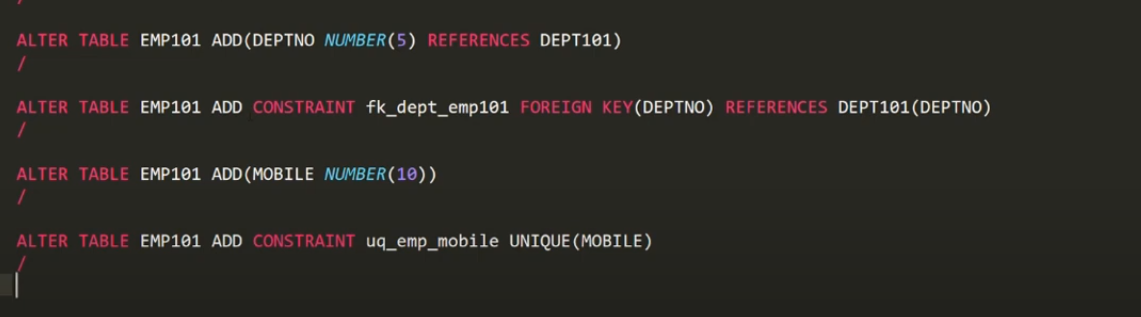 /
ALTER TABLE EMP101 ADD(DEPTNO NUMBER(5) REFERENCES DEPT101)
/
ALTER TABLE EMP101 ADD CONSTRAINT fk_dept_emp101 FOREIGN KEY(DEPTNO) REFERENCES DEPT101(DEPTNO)
/
ALTER TABLE EMP101 ADD(MOBILE NUMBER(10))
/
ALTER TABLE EMP101 ADD CONSTRAINT uq_emp_mobile UNIQUE(MOBILE)
/